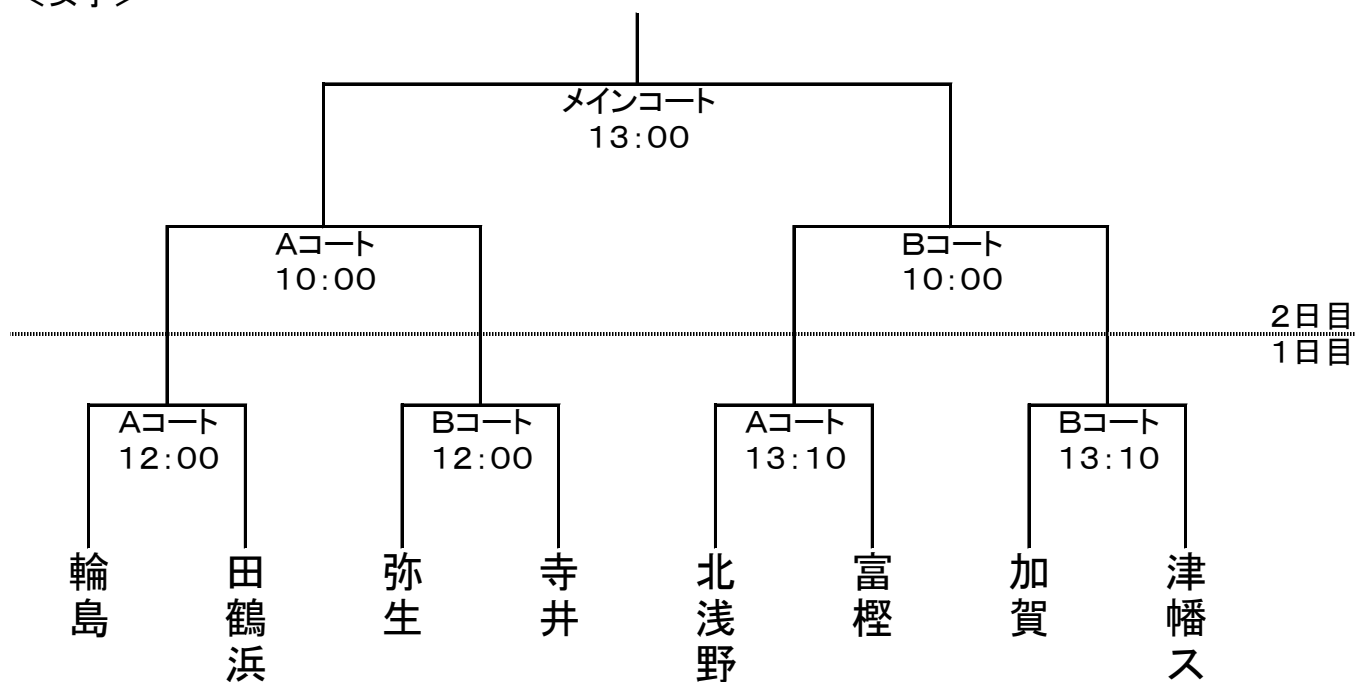 メインコート
13:00
Aコート
10:00
Bコート
10:00
2日目
1日目
Aコート
12:00
Bコート
12:00
Aコート
13:10
Bコート
13:10
輪島
田鶴浜
弥生
寺井
北浅野
富樫
加賀
津幡ス